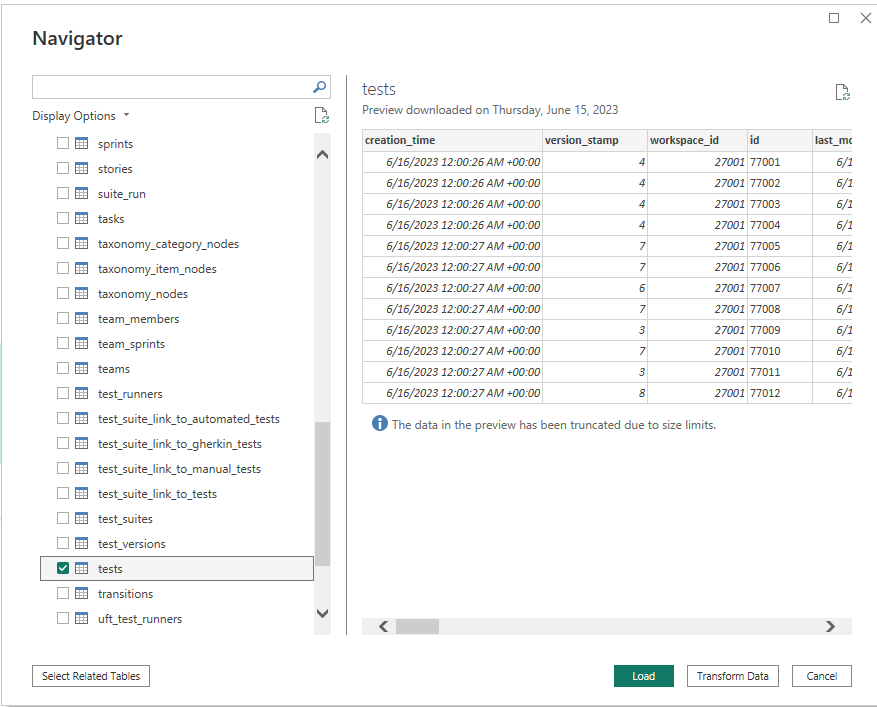 Navigator
Display Options
sprints
stories
suite_run
tasks
taxonomy_category_nodes
taxonomy_item_nodes
taxonomy_nodes
team_members
team_sprints
teams
test_runners
test_suite_link_to_automated_tests
test_suite_link_to_gherkin_tests
test_suite_link_to_manual_tests
test_suite_link_to_tests
test_suites
test_versions
tests
transitions
uft_test_runners
tests
Preview downloaded on Thursday, June 15, 2023
creation_time version_stamp workspace_id id last_mo
6/16/2023 12:00:26 AM +00:00 4 27001 77001 6/1
6/16/2023 12:00:26 AM +00:00 4 27001 77002 6/1
6/16/2023 12:00:26 AM +00:00 4 27001 77003 6/1
6/16/2023 12:00:26 AM +00:00 4 27001 77004 6/1
6/16/2023 12:00:27 AM +00:00 7 27001 77005 6/1
6/16/2023 12:00:27 AM +00:00 7 27001 77006 6/1
6/16/2023 12:00:27 AM +00:00 6 27001 77007 6/1
6/16/2023 12:00:27 AM +00:00 7 27001 77008 6/1
6/16/2023 12:00:27 AM +00:00 3 27001 77009 6/1
6/16/2023 12:00:27 AM +00:00 7 27001 77010 6/1
6/16/2023 12:00:27 AM +00:00 3 27001 77011 6/1
6/16/2023 12:00:27 AM +00:00 8 27001 77012 6/1
The data in the preview has been truncated due to size limits.
Select Related Tables Load Transform Data Cancel